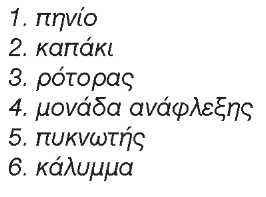 1. πηνίο
2. καπάκι
3. ρότορας
4. μονάδα ανάφλεξης
5. πυκνωτής
6. κάλυμμα